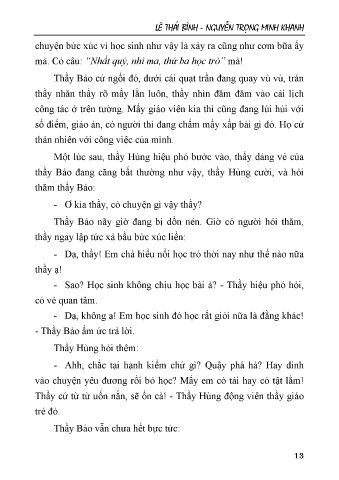 LÊ THÁI BÌNH - NGUYỄN TRỌNG MINH KHANH
chuyện bức xúc vì học sinh như vậy là xảy ra cũng như cơm bữa ấy
mà. Có câu: “Nhất quỷ, nhì ma, thứ ba học trò” mà!
Thầy Bảo cứ ngồi đó, dưới cái quạt trần đang quay vù vù, trán
thầy nhăn thấy rõ mấy lằn luôn, thầy nhìn đăm đăm vào cái lịch
công tác ở trên tường. Mấy giáo viên kia thì cũng đang lúi húi với
sổ điểm, giáo án, có người thì đang chấm mấy xấp bài gì đó. Họ cứ
thản nhiên với công việc của mình.
Một lúc sau, thầy Hùng hiệu phó bước vào, thấy dáng vẻ của
thầy Bảo đang căng bất thường như vậy, thầy Hùng cười, và hỏi
thăm thầy Bảo:
- Ơ kìa thầy, có chuyện gì vậy thầy?
Thầy Bảo nãy giờ đang bị dồn nén. Giờ có người hỏi thăm,
thầy ngay lập tức xả bầu bức xúc liền:
- Dạ, thầy! Em chả hiểu nổi học trò thời nay như thế nào nữa
thầy ạ!
- Sao? Học sinh không chịu học bài à? - Thầy hiệu phó hỏi,
có vẻ quan tâm.
- Dạ, không ạ! Em học sinh đó học rất giỏi nữa là đằng khác!
- Thầy Bảo ấm ức trả lời.
Thầy Hùng hỏi thêm:
- Ahh, chắc tại hạnh kiểm chứ gì? Quậy phá hả? Hay dính
vào chuyện yêu đương rồi bỏ học? Mấy em có tài hay có tật lắm!
Thầy cứ từ từ uốn nắn, sẽ ổn cả! - Thầy Hùng động viên thầy giáo
trẻ đó.
Thầy Bảo vẫn chưa hết bực tức:
13